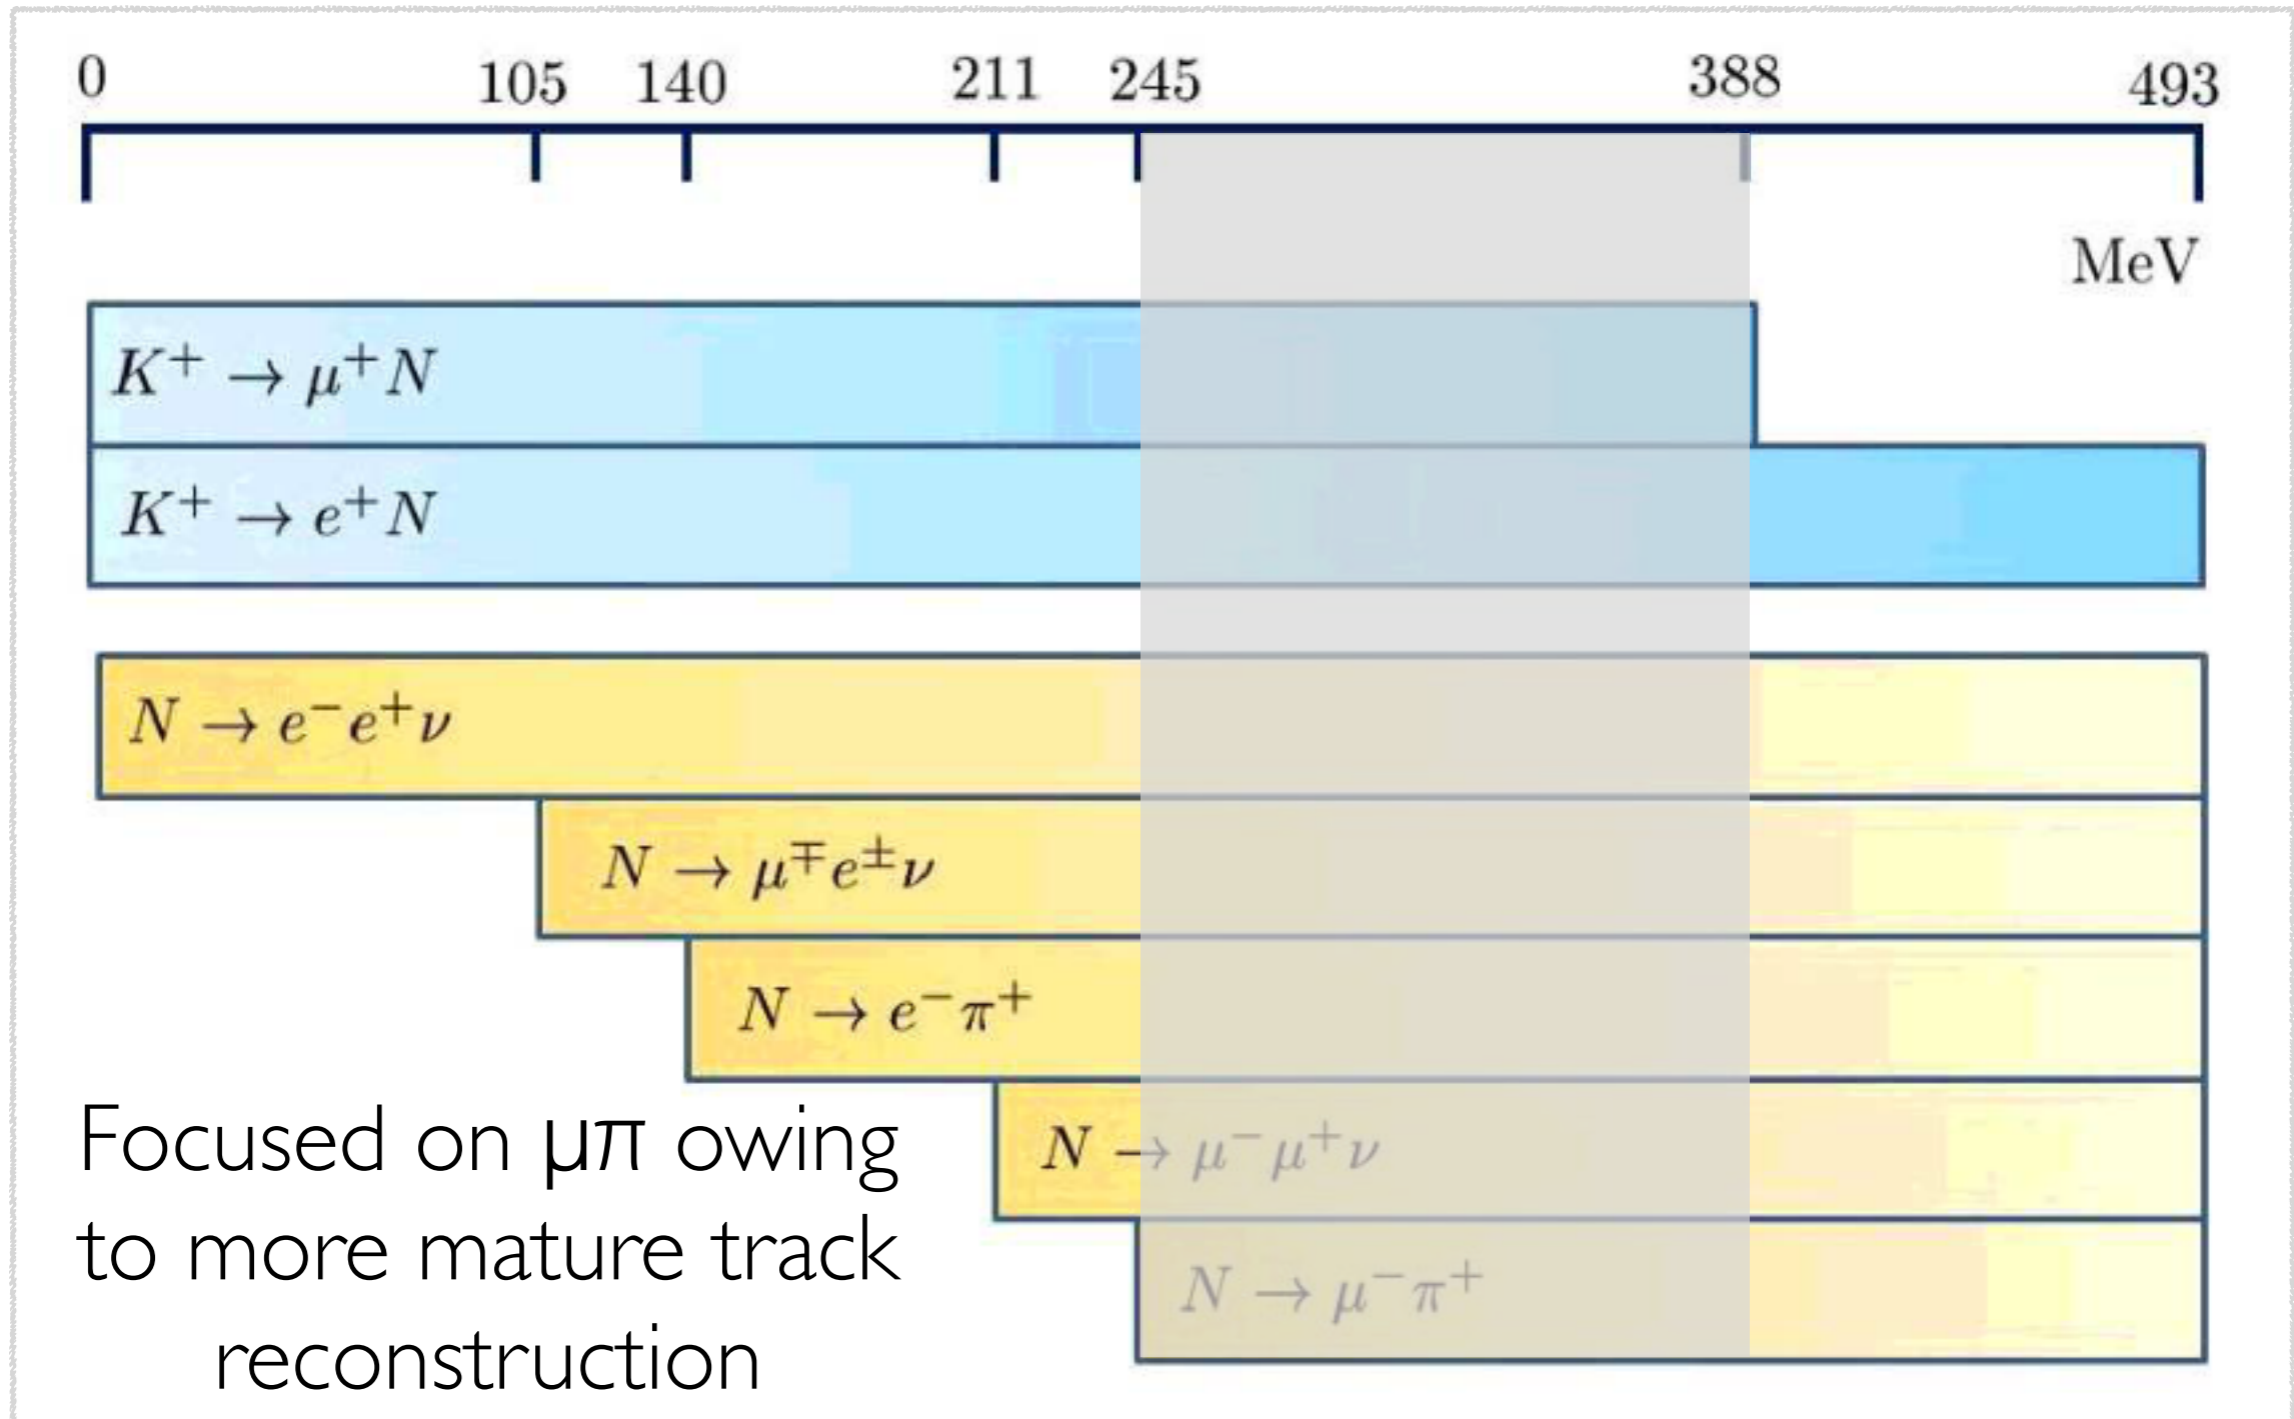 0 105 140 211 245 388 493
MeV
K⁺ → μ⁺N
K⁺ → e⁺N
N → e⁻e⁺ν
N → μ∓e±ν
N → e⁻π⁺
N → μ⁻μ⁺ν
N → μ⁻π⁺
Focused on μπ owing
to more mature track
reconstruction